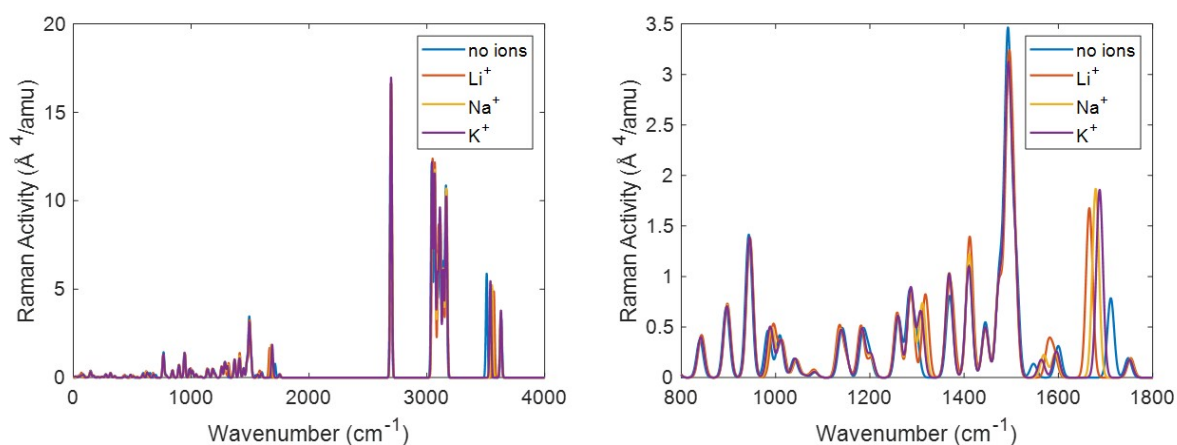 20
15
10
5
0
0
1000
2000
3000
4000
Raman Activity (Å ⁴/amu)
Wavenumber (cm⁻¹)
no ions
Li⁺
Na⁺
K⁺
3.5
3
2.5
2
1.5
1
0.5
0
800
1000
1200
1400
1600
1800
Raman Activity (Å ⁴/amu)
Wavenumber (cm⁻¹)
no ions
Li⁺
Na⁺
K⁺